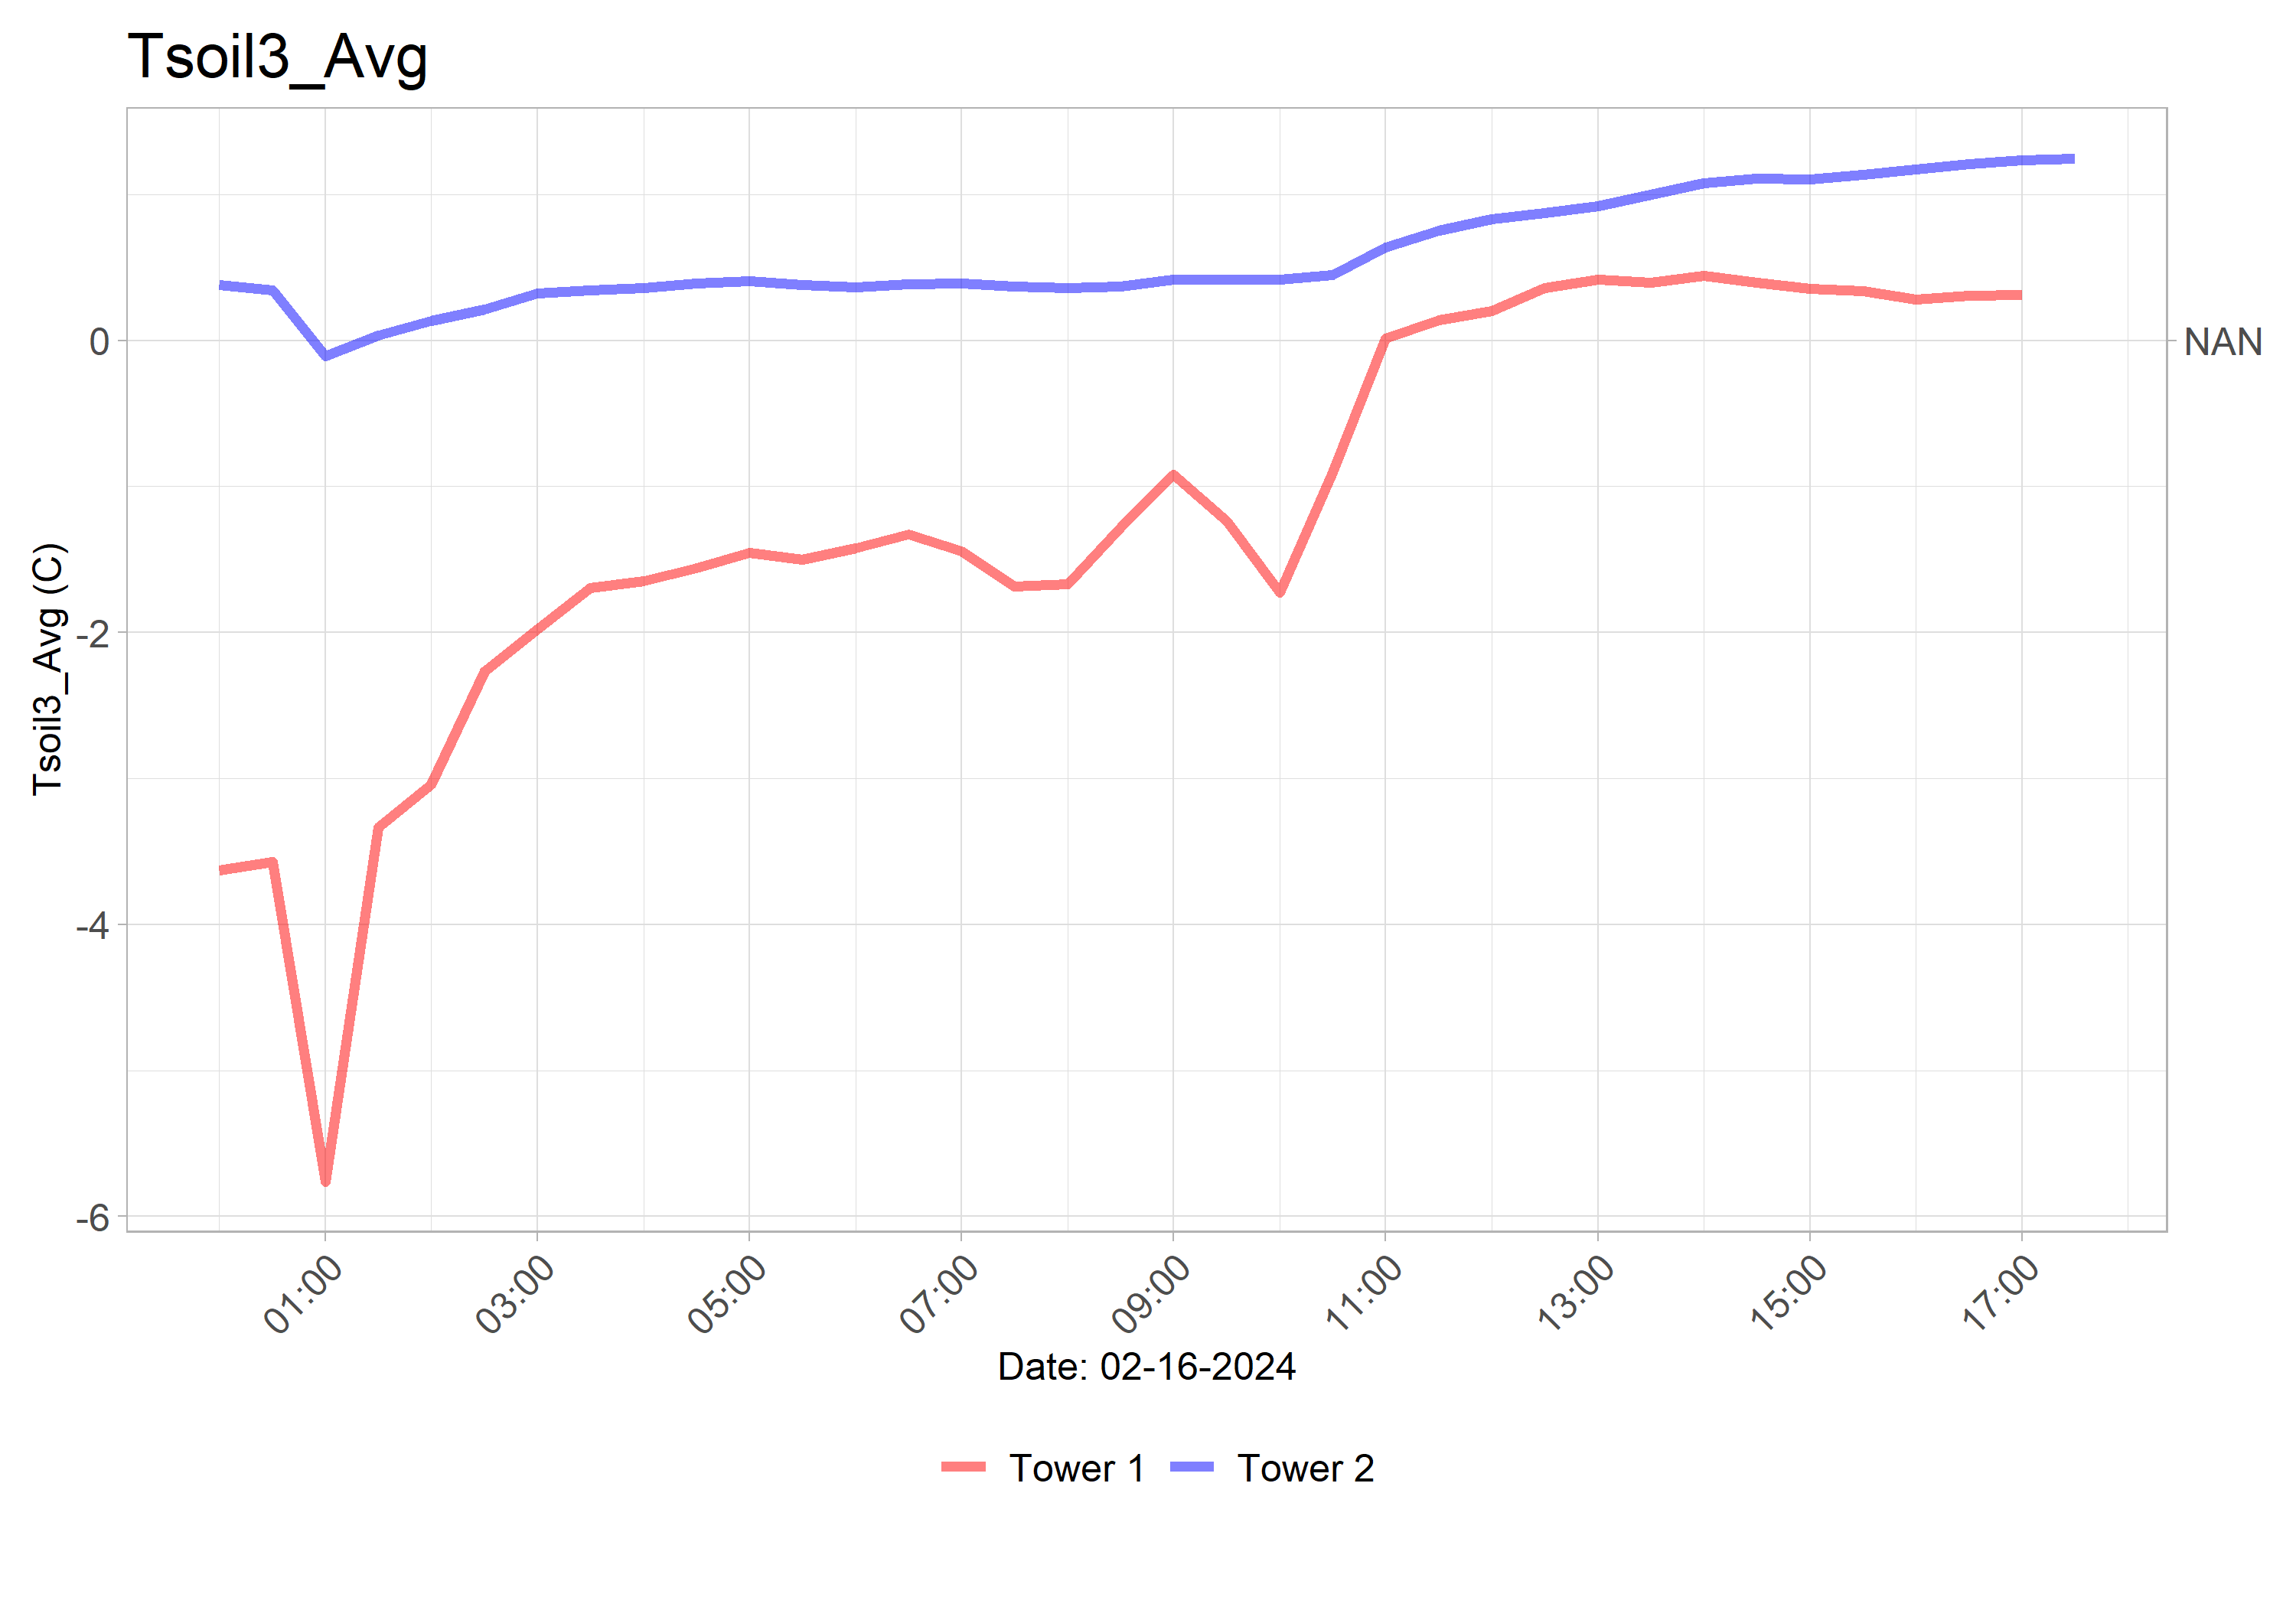 Tsoil3_Avg
Tsoil3_Avg (C)
0
-2
-4
-6
NAN
01:00
03:00
05:00
07:00
09:00
11:00
13:00
15:00
17:00
Date: 02-16-2024
Tower 1
Tower 2